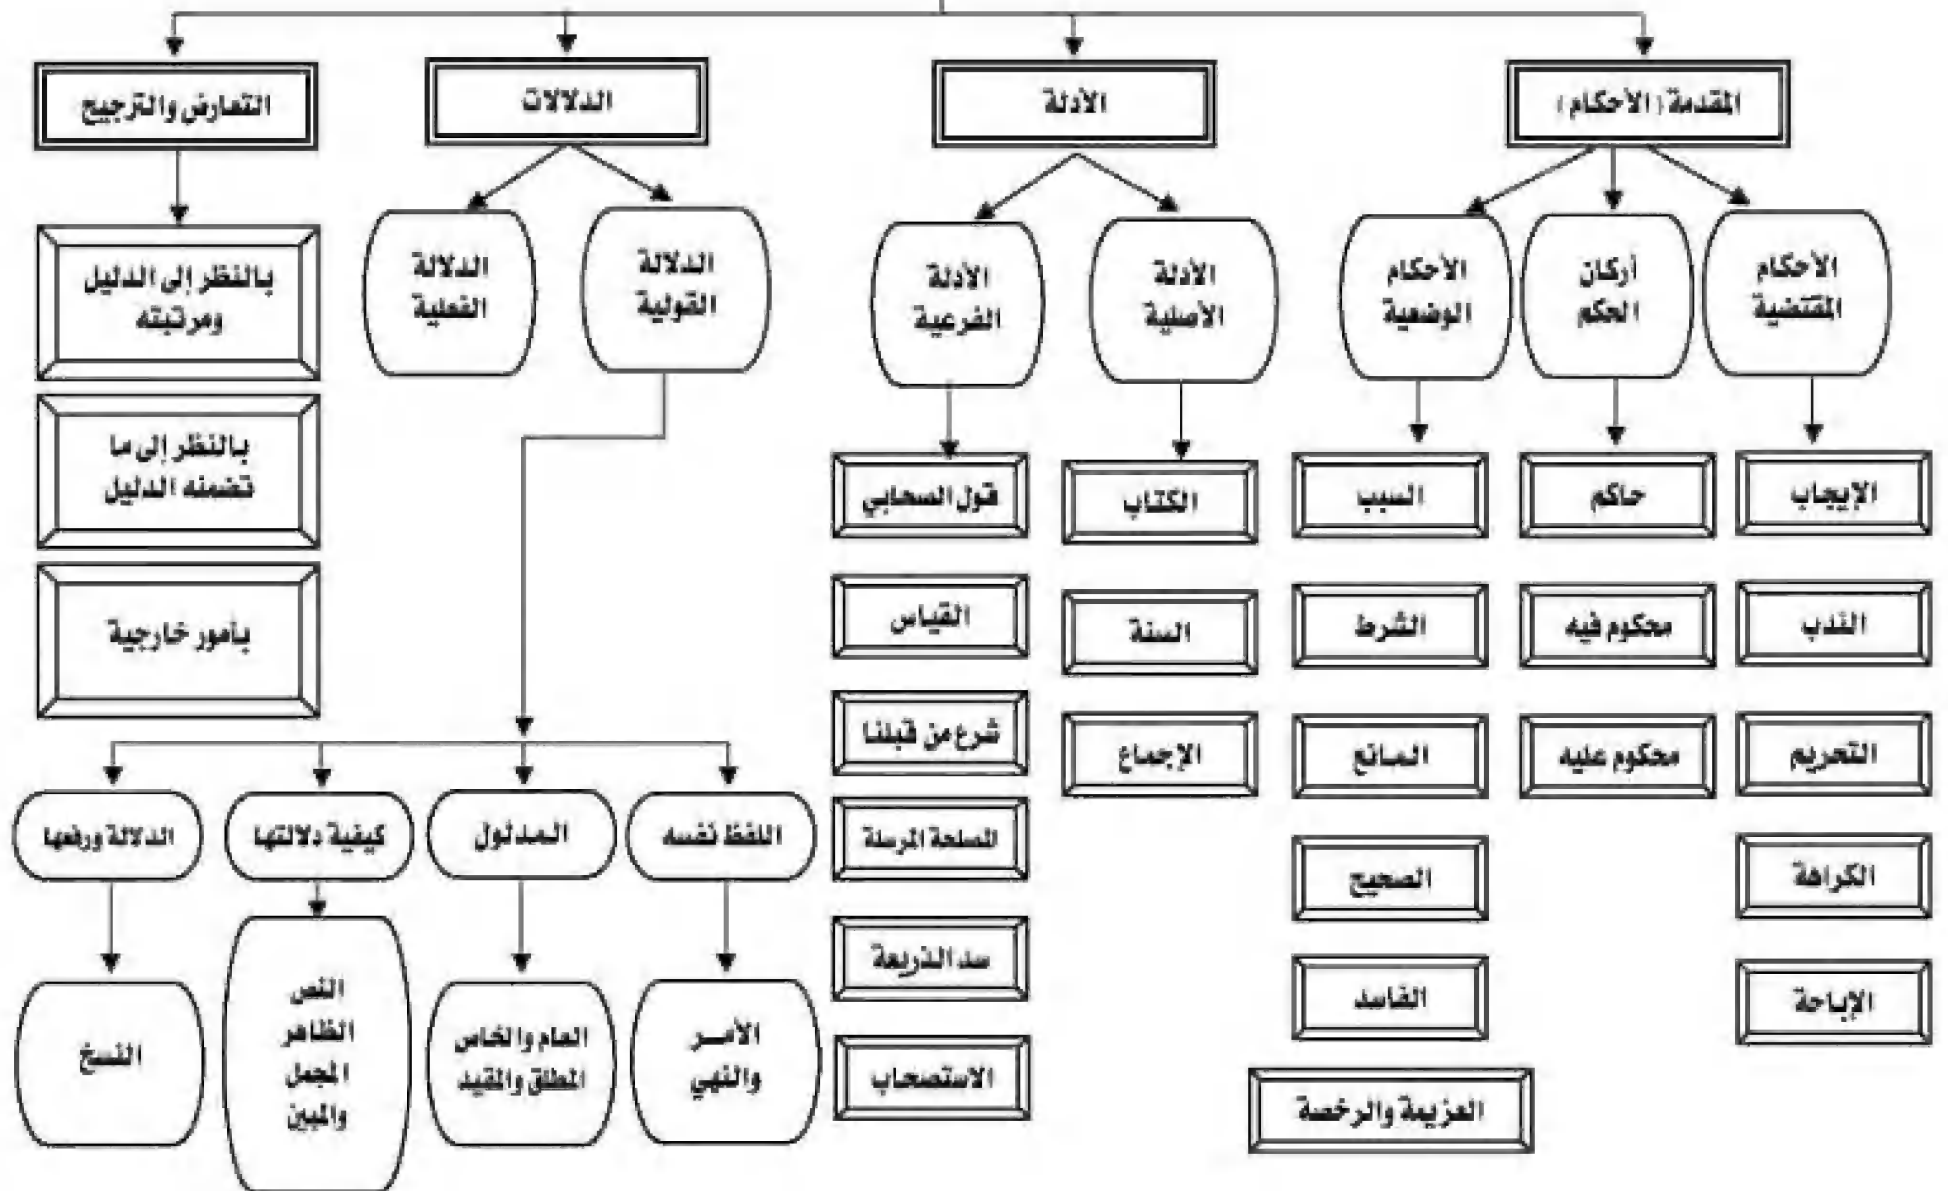 المقدمة (الأحكام)
الأدلة
الدلالات
التعارض والترجيح
الأحكام
المقتضية
أركان
الحكم
الأحكام
الوضعية
الأدلة
الأصلية
الأدلة
الفرعية
الدلالة
القولية
الدلالة
الفعلية
بالنظر إلى الدليل
ومرتبته
بالنظر إلى ما
تضمنه الدليل
بأمور خارجية
الإيجاب
الندب
التحريم
الكراهة
الإباحة
حاكم
محكوم فيه
محكوم عليه
السبب
الشرط
المانع
الصحيح
الفاسد
العزيمة والرخصة
الكتاب
السنة
الإجماع
قول الصحابي
القياس
شرع من قبلنا
المصلحة المرسلة
سد الذريعة
الاستصحاب
اللفظ نفسه
المدلول
كيفية دلالتها
الدلالة ورفعها
الأمر
والنهي
العام والخاص
المطلق والمقيد
النص
الظاهر
المجمل
والمبين
النسخ